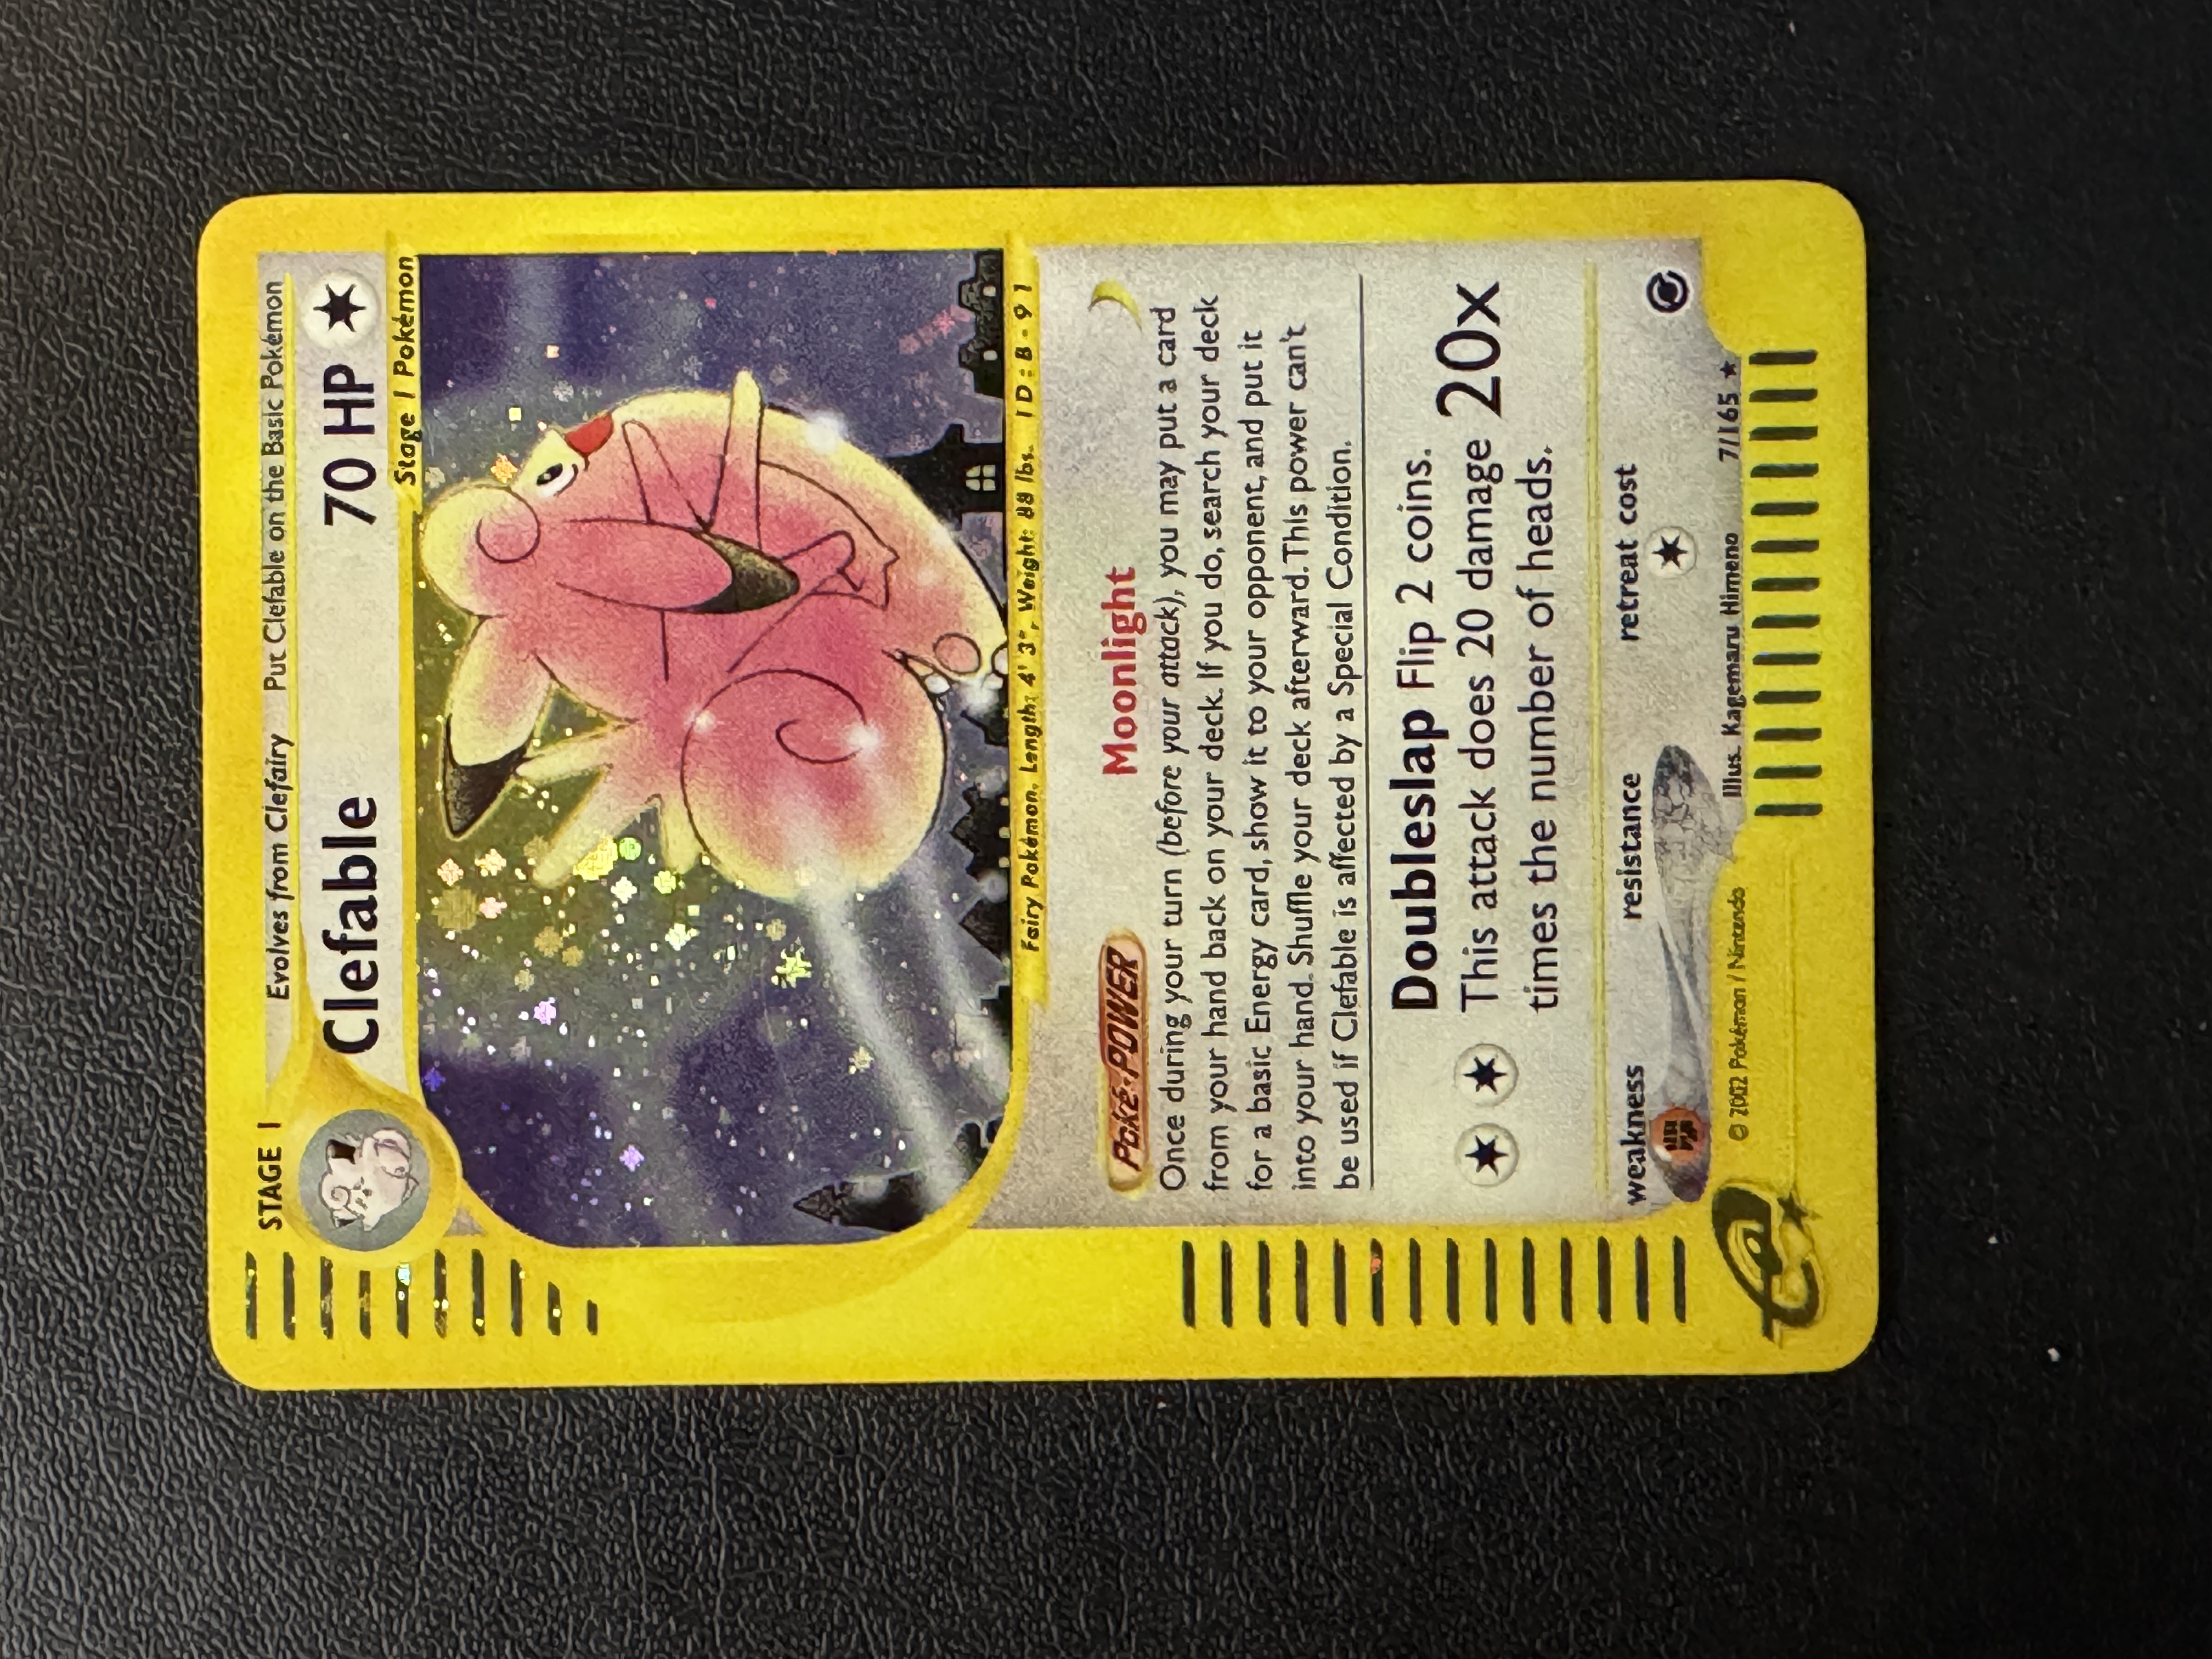 STAGE 1 Evolves from Clefairy Put Clefable on the Basic Pokémon
Clefable 70 HP
Stage 1 Pokémon
Fairy Pokémon. Length: 4' 3", Weight: 88 lbs. ID: B-91
Poké-POWER Moonlight
Once during your turn (before your attack), you may put a card
from your hand back on your deck. If you do, search your deck
for a basic Energy card, show it to your opponent, and put it
into your hand. Shuffle your deck afterward. This power can't
be used if Clefable is affected by a Special Condition.
Doubleslap Flip 2 coins.
This attack does 20 damage 20x
times the number of heads.
weakness resistance retreat cost
Illus. Kagemaru Himeno 7/165 ★
© 2002 Pokémon / Nintendo
e